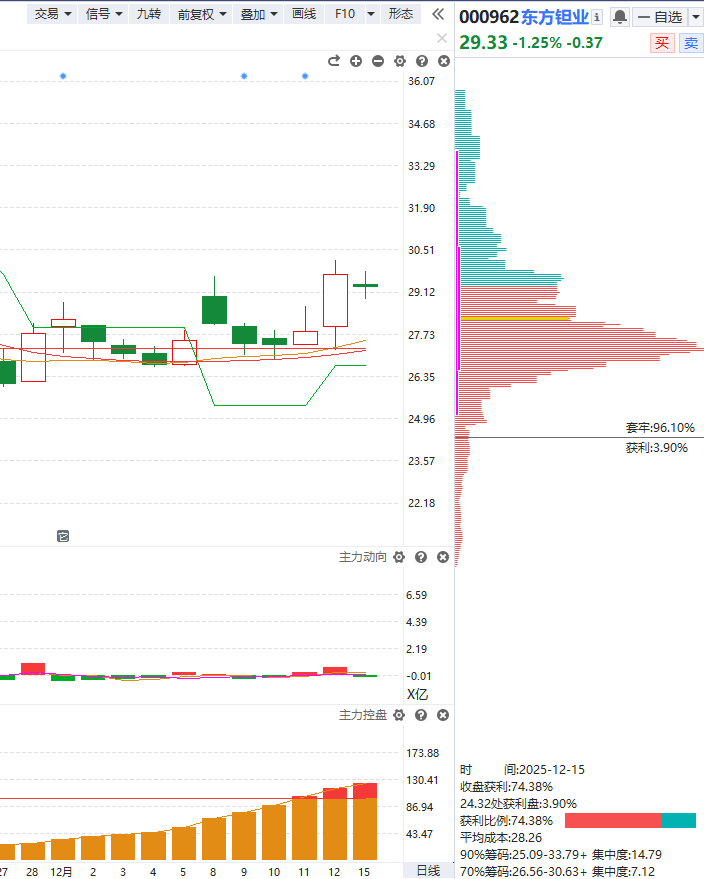 交易 信号 九转 前复权 叠加 画线 F10 形态
000962 东方钽业 i 一 自选
29.33 -1.25% -0.37 买 卖
36.07
34.68
33.29
31.90
30.51
29.12
27.73
26.35
24.96
23.57
22.18
套牢:96.10%
获利:3.90%
主力动向
6.59
4.39
2.19
-0.01
X亿
主力控盘
173.88
130.41
86.94
43.47
27 28 12月 2 3 4 5 8 9 10 11 12 15 日线
时 间:2025-12-15
收盘获利:74.38%
24.32处获利盘:3.90%
获利比例:74.38%
平均成本:28.26
90%筹码:25.09-33.79+ 集中度:14.79
70%筹码:26.56-30.63+ 集中度:7.12